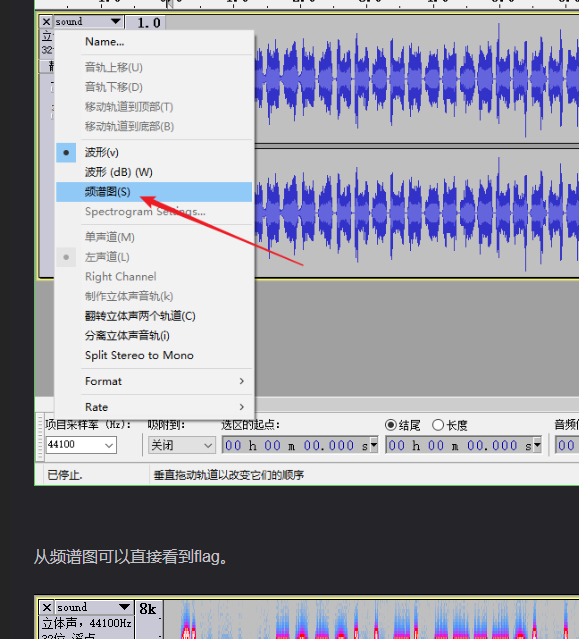 sound
1.0
立
32位
Name...
音轨上移(U)
音轨下移(D)
移动轨道到顶部(T)
移动轨道到底部(B)
波形(v)
波形 (dB) (W)
频谱图(S)
Spectrogram Settings...
单声道(M)
左声道(L)
Right Channel
制作立体声音轨(k)
翻转立体声两个轨道(C)
分离立体声音轨(i)
Split Stereo to Mono
Format
Rate
项目采样率 (Hz): 吸附到: 选区的起点: 结尾 长度
44100 关闭 00 h 00 m 00.000 s 00 h 00 m 00.000 s 00
已停止. 垂直拖动轨道以改变它们的顺序
从频谱图可以直接看到flag。
sound 8k
立体声, 44100Hz
32位 浮点